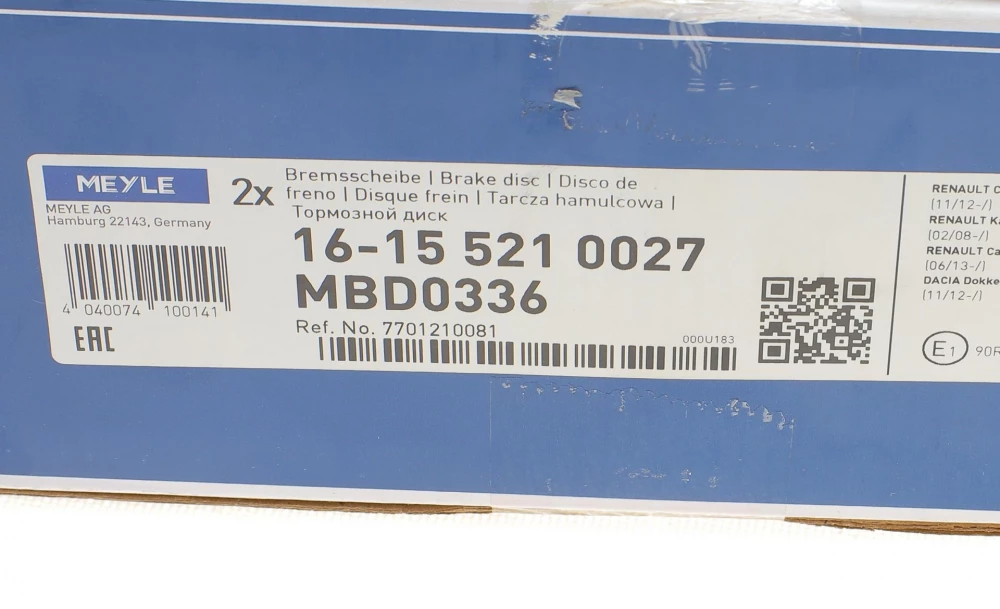 MEYLE
MEYLE AG
Hamburg 22143, Germany
4 040074 100141
EAC
2x
Bremsscheibe | Brake disc | Disco de
freno | Disque frein | Tarcza hamulcowa |
Тормозной диск
16-15 521 0027
MBD0336
Ref. No. 7701210081
000U183
RENAULT
(11/12-/)
RENAULT
(02/08-/)
RENAULT
(06/13-/)
DACIA
(11/12-/)
E1